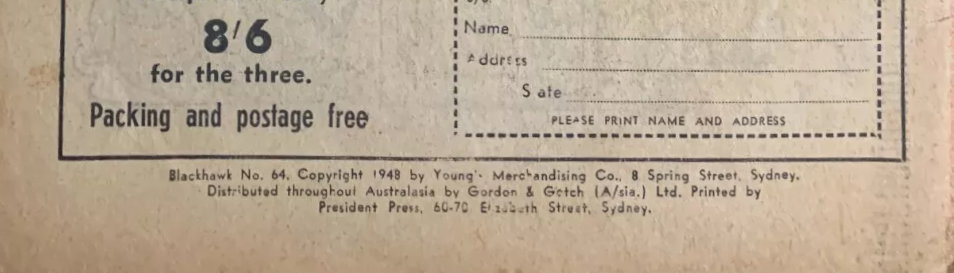 8/6
for the three.
Packing and postage free
Name
Address
State
PLEASE PRINT NAME AND ADDRESS
Blackhawk No. 64. Copyright 1948 by Young's Merchandising Co., 8 Spring Street, Sydney.
Distributed throughout Australasia by Gordon & Gotch (A/sia.) Ltd. Printed by
President Press, 60-70 Elizabeth Street, Sydney.